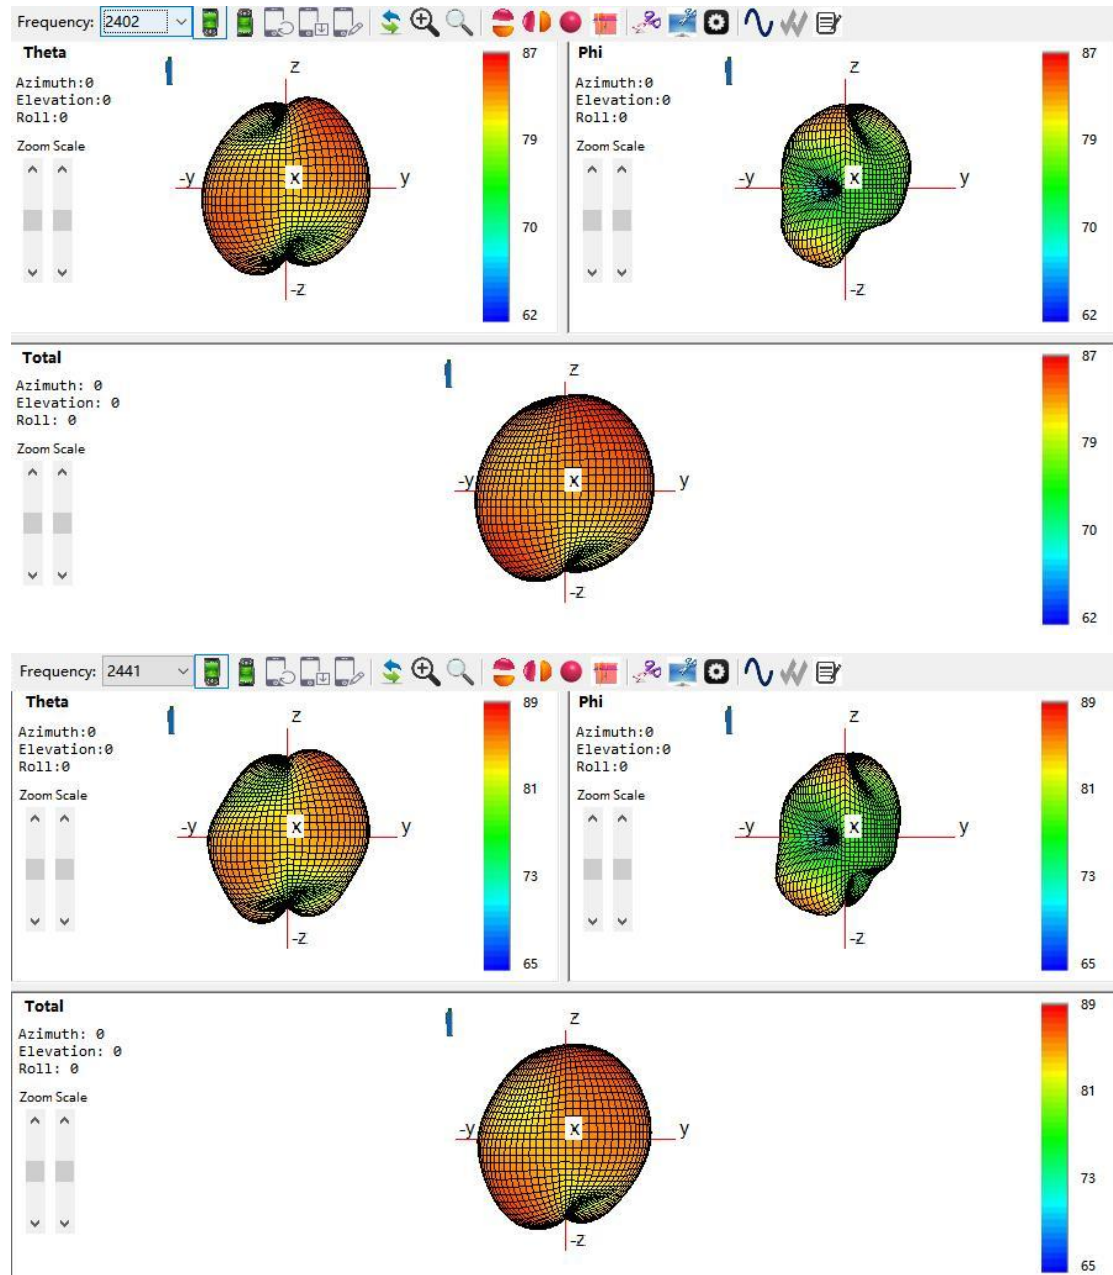 Frequency: 2402
Theta
Azimuth:0
Elevation:0
Roll:0
Zoom Scale
z
-y
x
y
-z
87
79
70
62
Phi
Azimuth:0
Elevation:0
Roll:0
Zoom Scale
z
-y
x
y
-z
87
79
70
62
Total
Azimuth: 0
Elevation: 0
Roll: 0
Zoom Scale
z
-y
x
y
-z
87
79
70
62
Frequency: 2441
Theta
Azimuth:0
Elevation:0
Roll:0
Zoom Scale
z
-y
x
y
-z
89
81
73
65
Phi
Azimuth:0
Elevation:0
Roll:0
Zoom Scale
z
-y
x
y
-z
89
81
73
65
Total
Azimuth: 0
Elevation: 0
Roll: 0
Zoom Scale
z
-y
x
y
-z
89
81
73
65